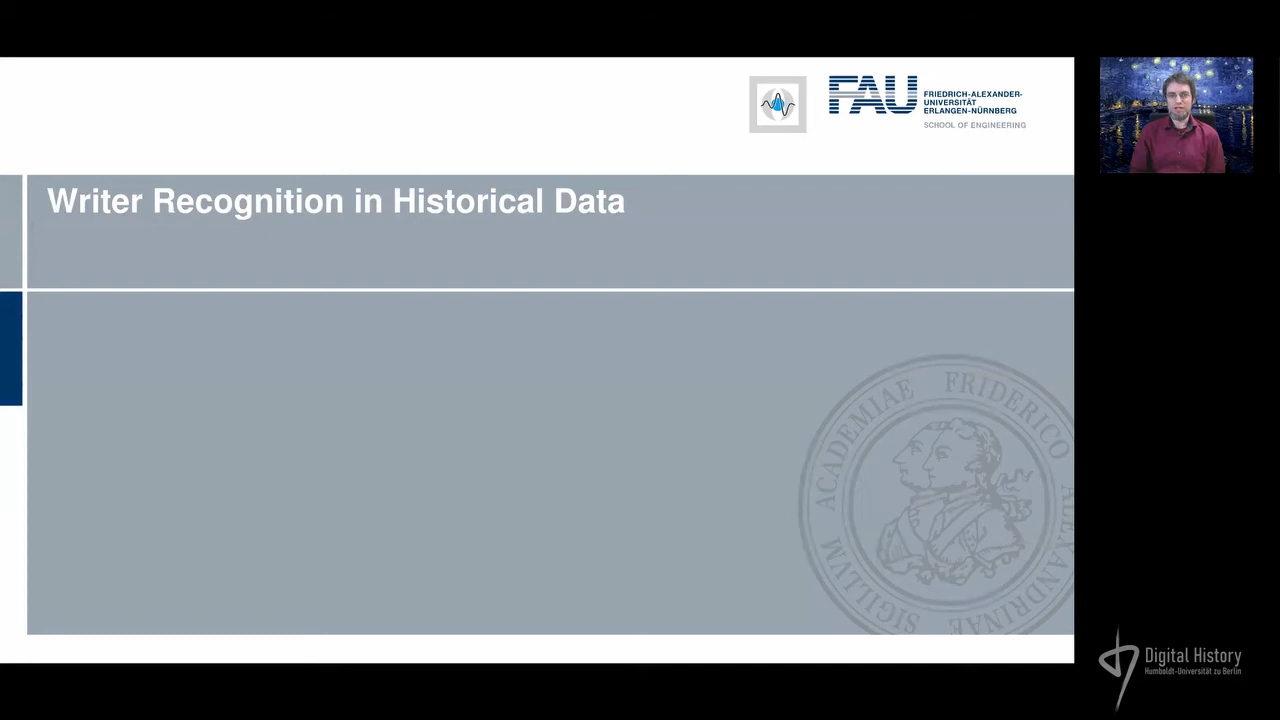 FAU
FRIEDRICH-ALEXANDER-
UNIVERSITÄT
ERLANGEN-NÜRNBERG
SCHOOL OF ENGINEERING
Writer Recognition in Historical Data
SIGILLVM ACADEMIAE FRIDERICO ALEXANDRINAE
Digital History
Humboldt-Universität zu Berlin